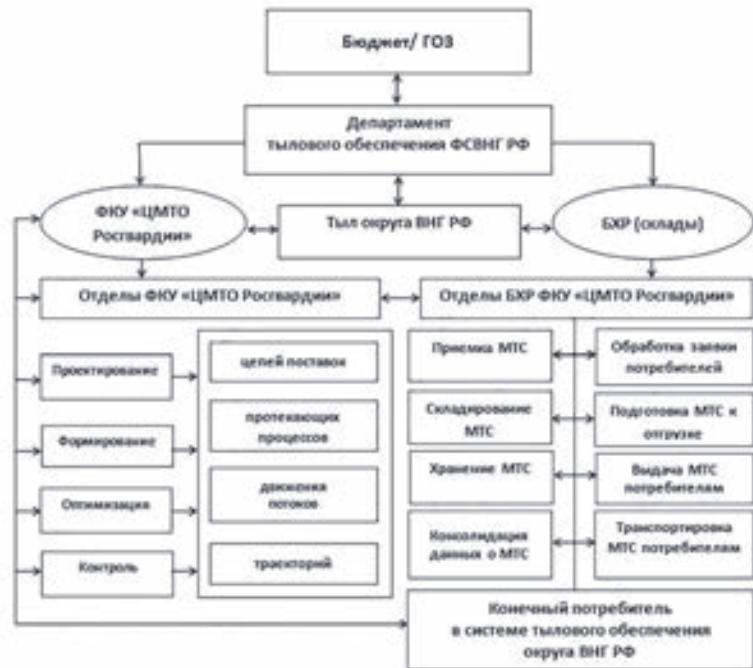 Бюджет/ ГОЗ
Департамент
тылового обеспечения ФСВНГ РФ
ФКУ «ЦМТО
Росгвардии»
Тыл округа ВНГ РФ
БХР (склады)
Отделы ФКУ «ЦМТО Росгвардии»
Отделы БХР ФКУ «ЦМТО Росгвардии»
Проектирование
Формирование
Оптимизация
Контроль
цепей поставок
протекающих
процессов
движения
потоков
траекторий
Приемка МТС
Обработка заявки
потребителей
Складирование
МТС
Подготовка МТС к
отгрузке
Хранение МТС
Выдача МТС
потребителям
Консолидация
данных о МТС
Транспортировка
МТС потребителям
Конечный потребитель
в системе тылового обеспечения
округа ВНГ РФ